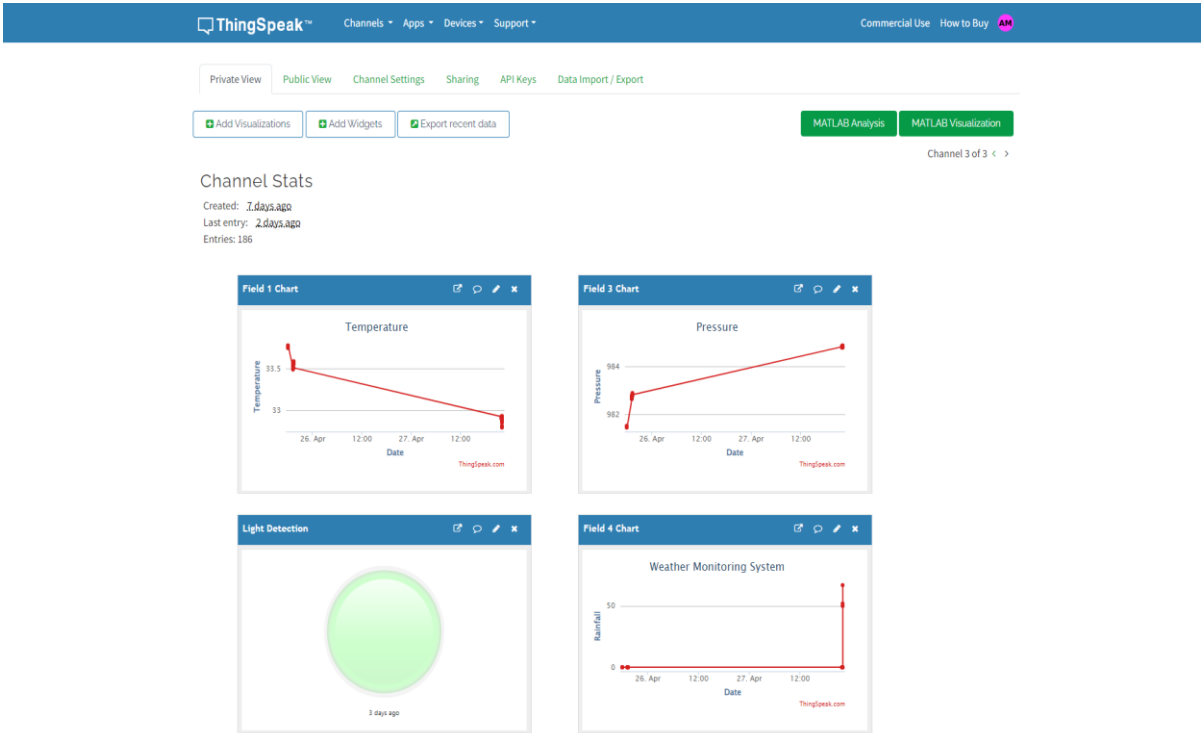 ThingSpeak™ Channels Apps Devices Support Commercial Use How to Buy AM
Private View Public View Channel Settings Sharing API Keys Data Import / Export
Add Visualizations Add Widgets Export recent data MATLAB Analysis MATLAB Visualization
Channel 3 of 3 < >
Channel Stats
Created: 7 days ago
Last entry: 2 days ago
Entries: 186
Field 1 Chart
Temperature
Temperature
33.5
33
26. Apr 12:00 27. Apr 12:00
Date
ThingSpeak.com
Field 3 Chart
Pressure
Pressure
984
982
26. Apr 12:00 27. Apr 12:00
Date
ThingSpeak.com
Light Detection
3 days ago
Field 4 Chart
Weather Monitoring System
Rainfall
50
0
26. Apr 12:00 27. Apr 12:00
Date
ThingSpeak.com